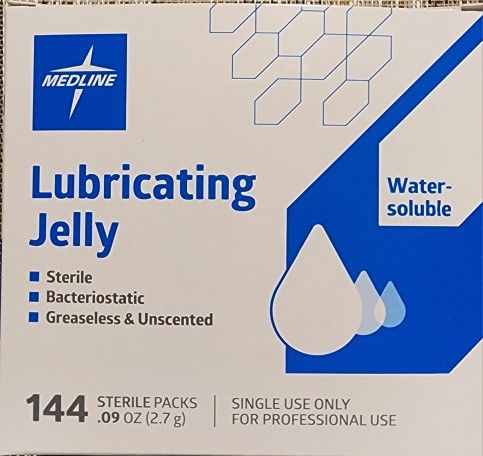 MEDLINE
Lubricating
Jelly
Water-
soluble
Sterile
Bacteriostatic
Greaseless & Unscented
144 STERILE PACKS
.09 OZ (2.7 g)
SINGLE USE ONLY
FOR PROFESSIONAL USE